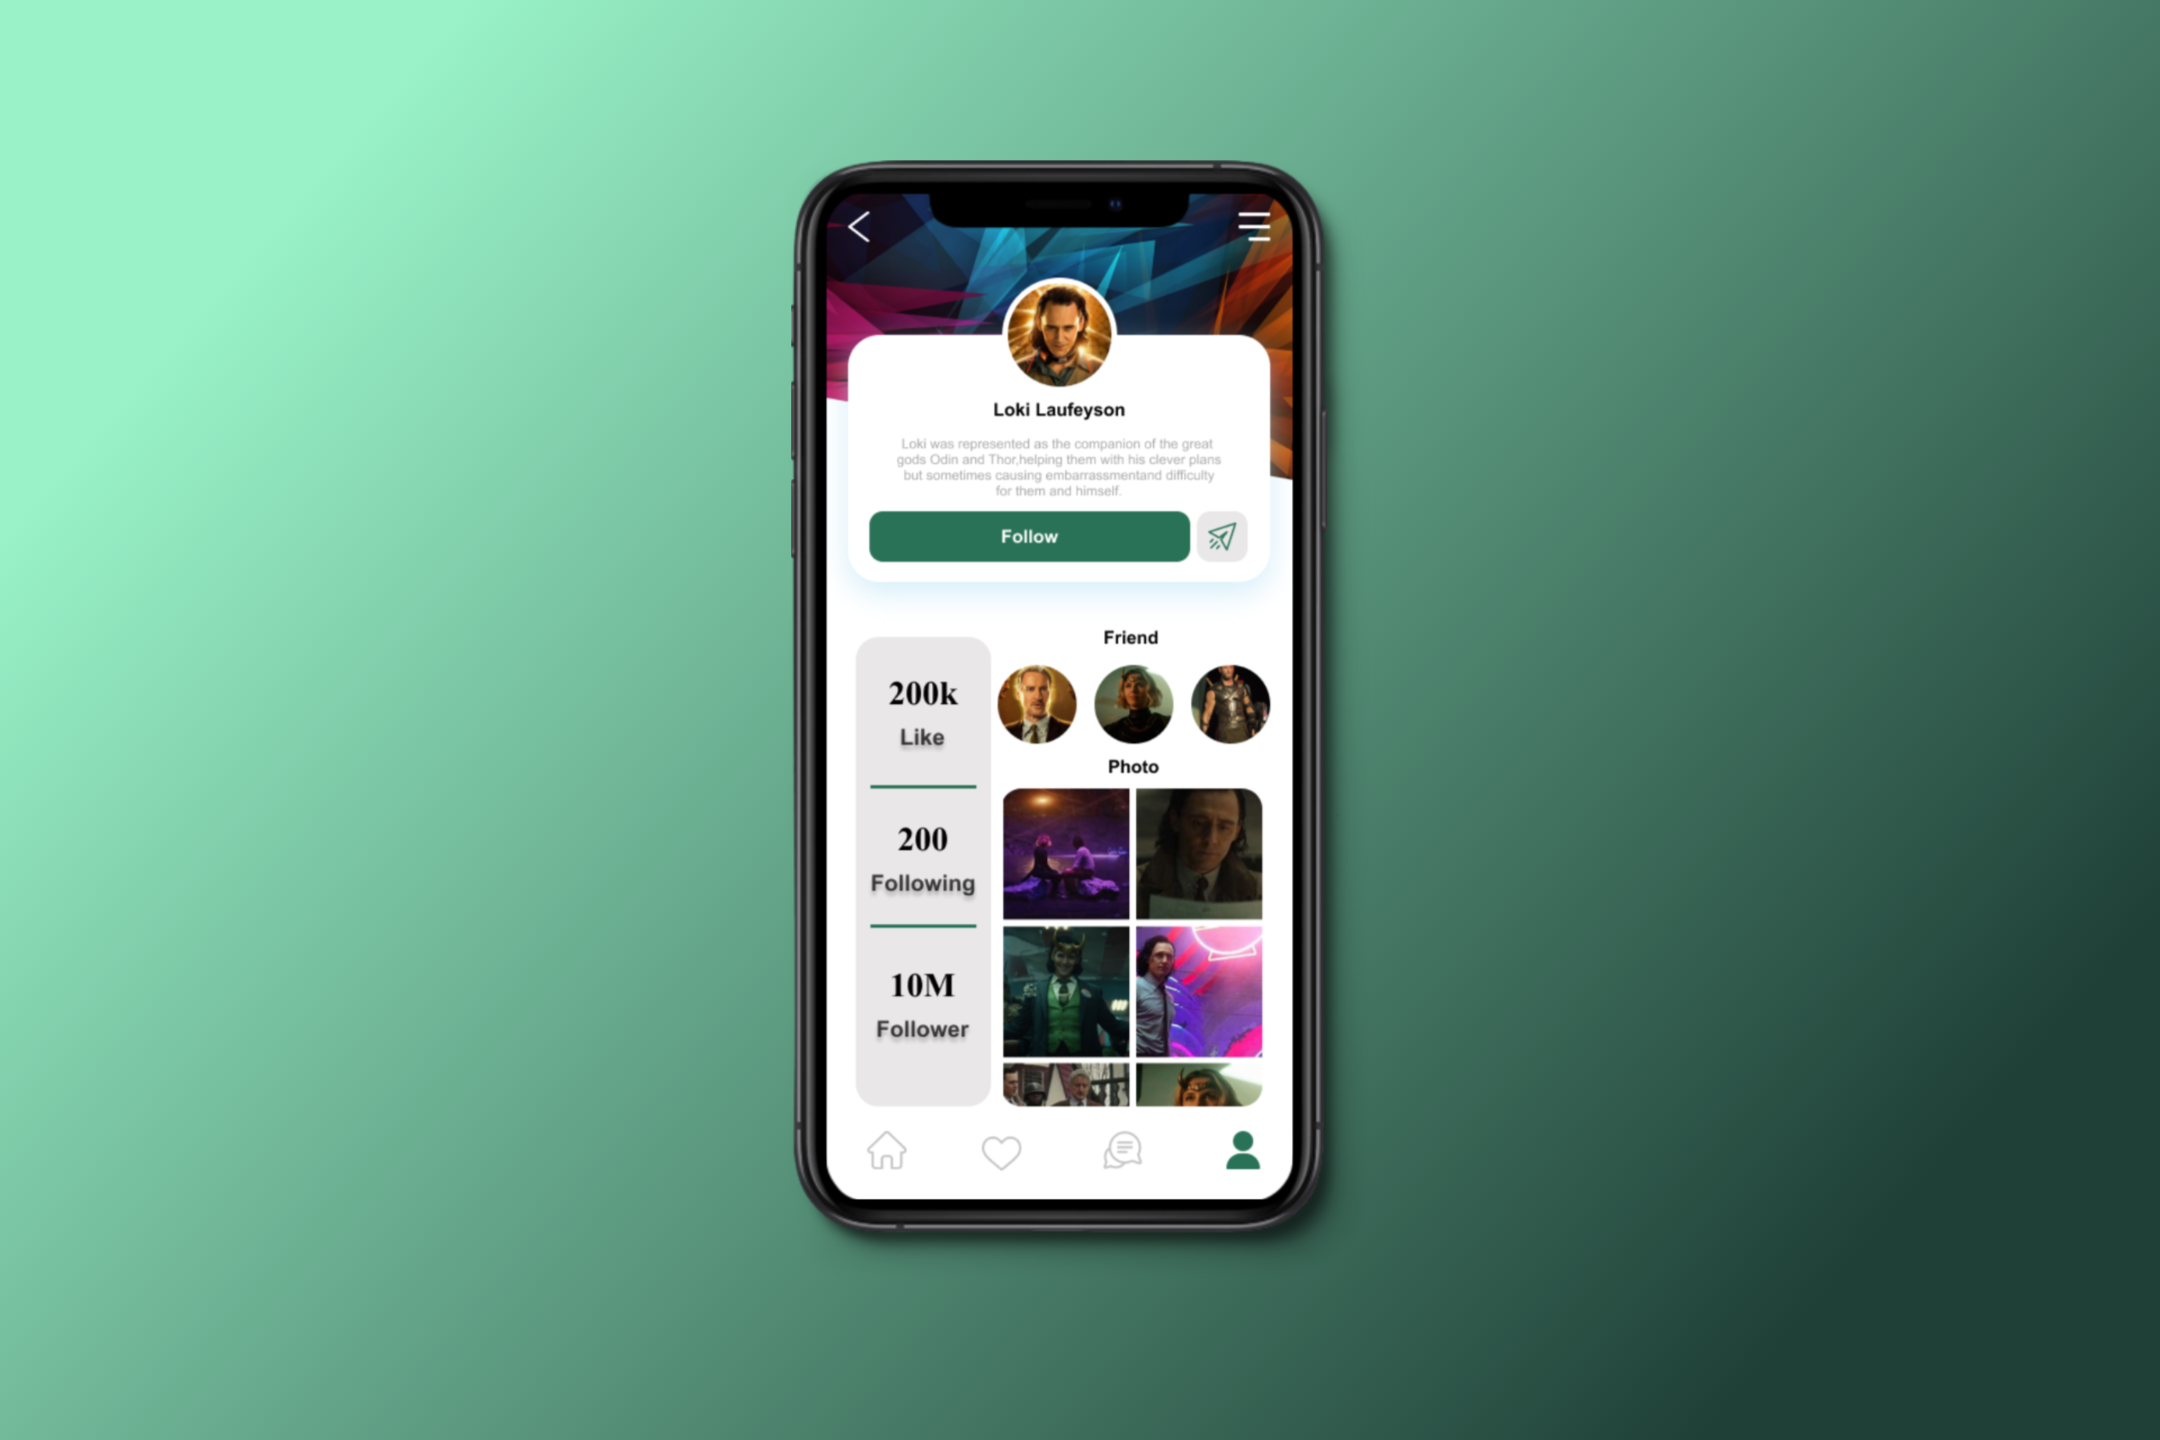 Loki Laufeyson
Loki was represented as the companion of the great
gods Odin and Thor,helping them with his clever plans
but sometimes causing embarrassmentand difficulty
for them and himself.
Follow
200k
Like
200
Following
10M
Follower
Friend
Photo